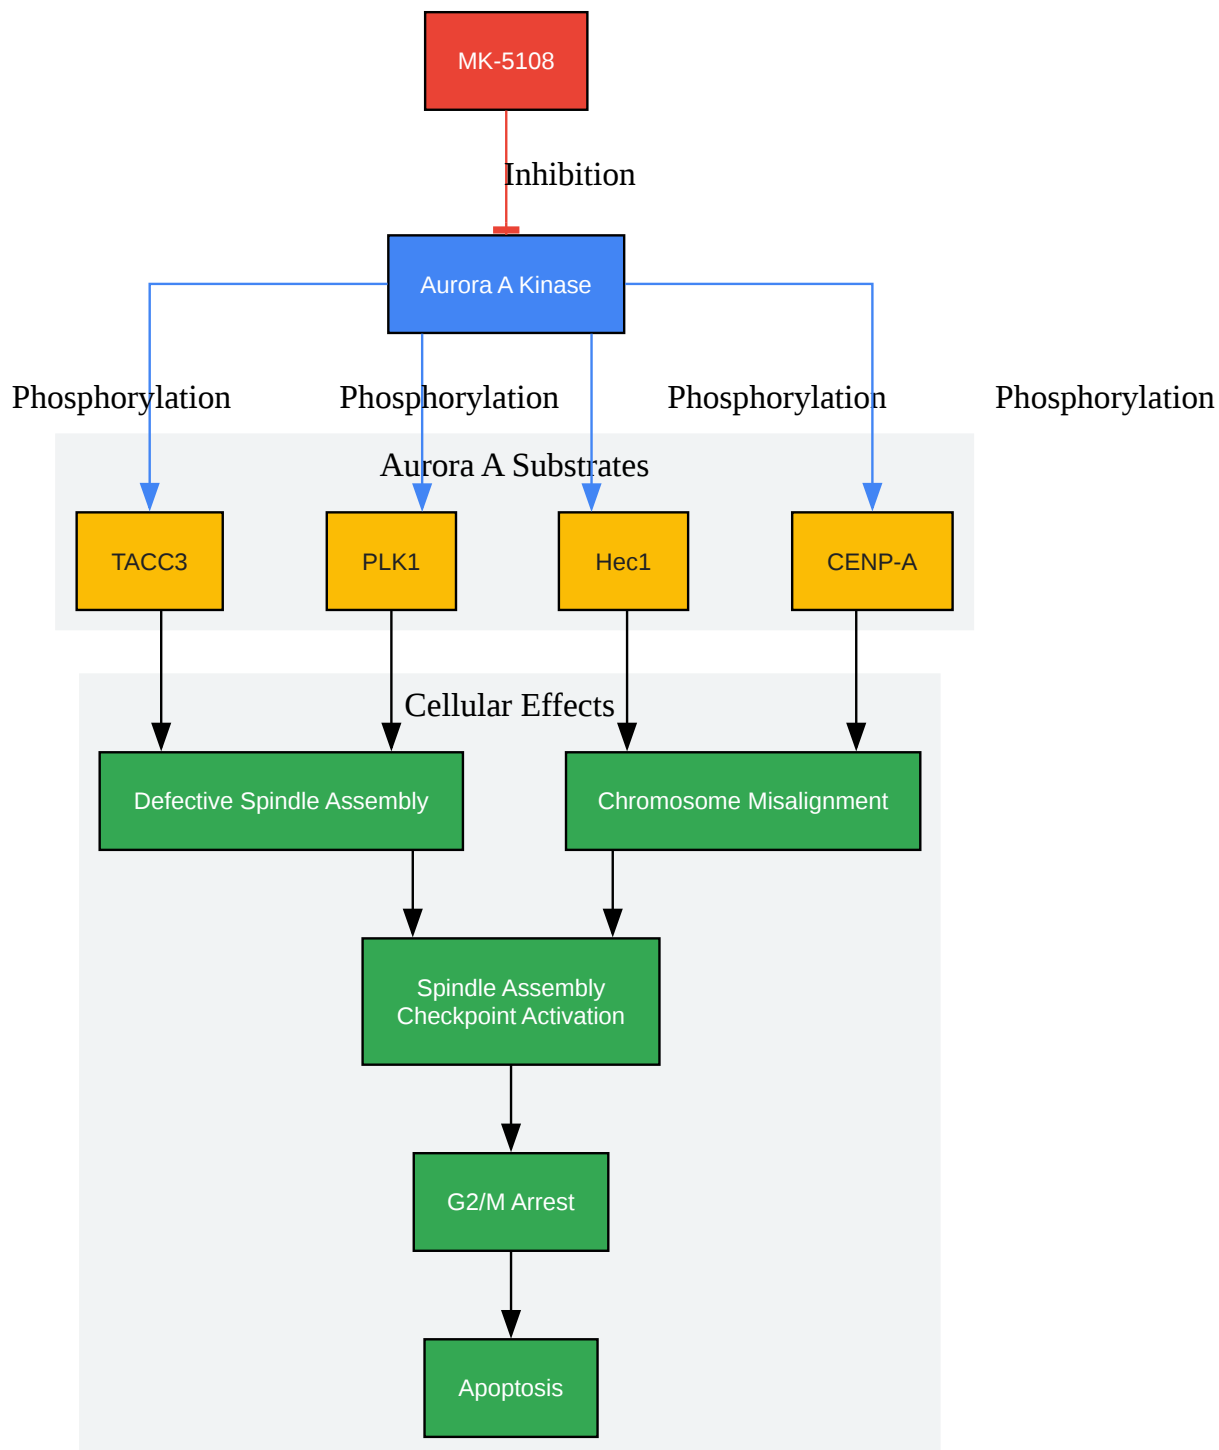 MK-5108
Inhibition
Aurora A Kinase
Phosphorylation
Phosphorylation
Phosphorylation
Phosphorylation
Aurora A Substrates
TACC3
PLK1
Hec1
CENP-A
Cellular Effects
Defective Spindle Assembly
Chromosome Misalignment
Spindle Assembly
Checkpoint Activation
G2/M Arrest
Apoptosis